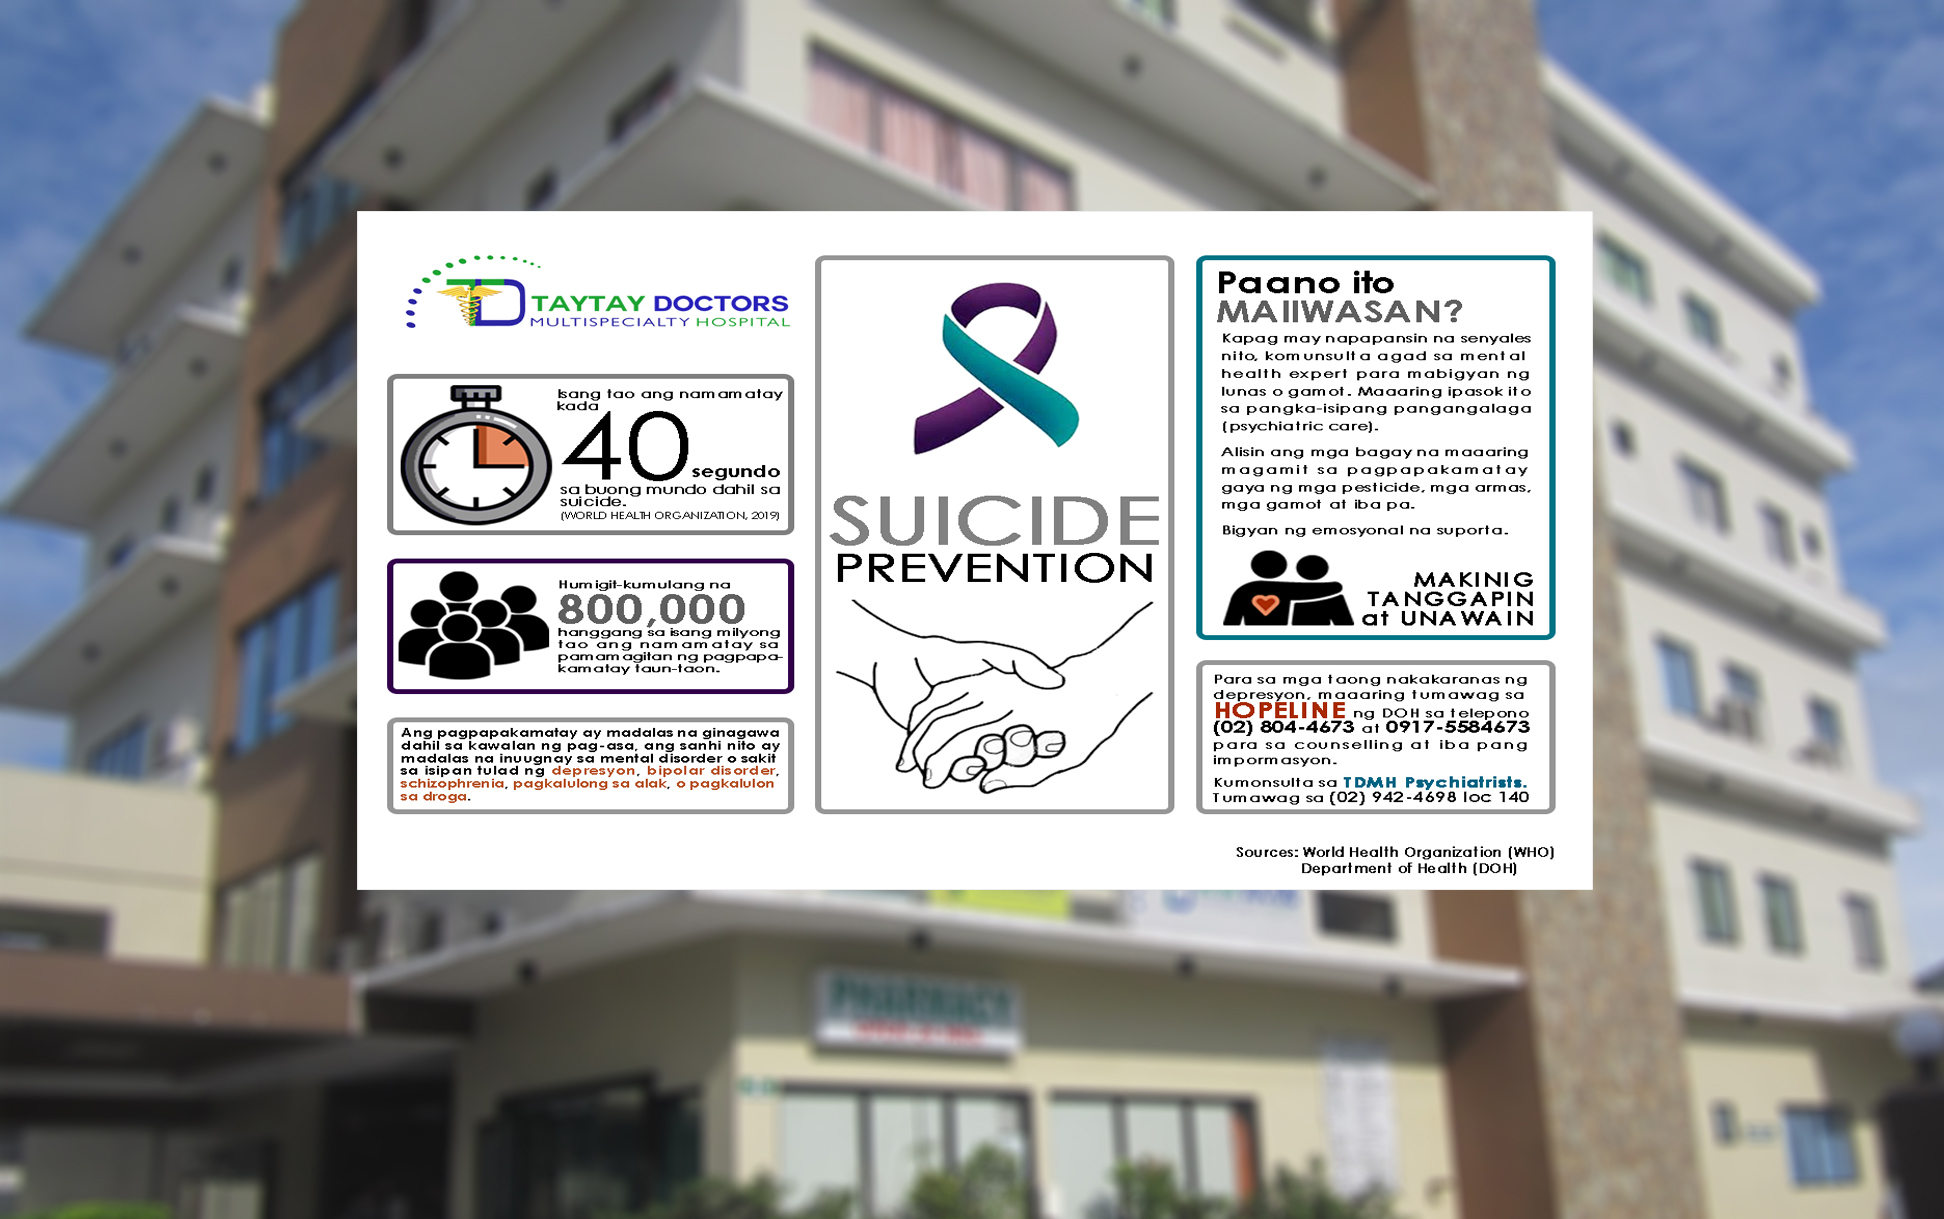 TAYTAY DOCTORS
MULTISPECIALTY HOSPITAL
Isang tao ang namamatay
kada
40 segundo
sa buong mundo dahil sa
suicide.
(WORLD HEALTH ORGANIZATION, 2019)
Humigit-kumulang na
800,000
hanggang sa isang milyong
tao ang namamatay sa
pamamagitan ng pagpapa-
kamatay taun-taon.
Ang pagpapakamatay ay madalas na ginagawa
dahil sa kawalan ng pag-asa, ang sanhi nito ay
madalas na inuugnay sa mental disorder o sakit
sa isipan tulad ng depresyon, bipolar disorder,
schizophrenia, pagkalulong sa alak, o pagkalulon
sa droga.
SUICIDE
PREVENTION
Paano ito
MAIIWASAN?
Kapag may napapansin na senyales
nito, komunsulta agad sa mental
health expert para mabigyan ng
lunas o gamot. Maaaring ipasok ito
sa pangka-isipang pangangalaga
(psychiatric care).
Alisin ang mga bagay na maaaring
magamit sa pagpapakamatay
gaya ng mga pesticide, mga armas,
mga gamot at iba pa.
Bigyan ng emosyonal na suporta.
MAKINIG
TANGGAPIN
at UNAWAIN
Para sa mga taong nakakaranas ng
depresyon, maaaring tumawag sa
HOPELINE ng DOH sa telepono
(02) 804-4673 at 0917-5584673
para sa counselling at iba pang
impormasyon.
Kumonsulta sa TDMH Psychiatrists.
Tumawag sa (02) 942-4698 loc 140
Sources: World Health Organization (WHO)
Department of Health (DOH)
PHARMACY